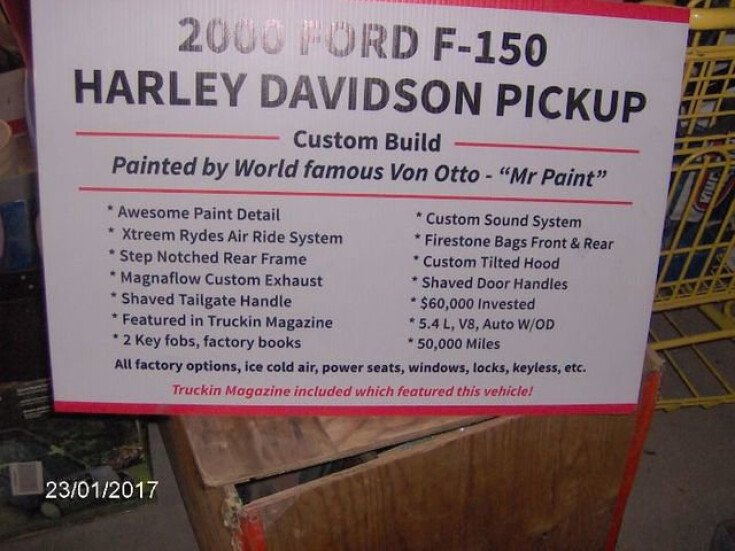 2000 FORD F-150
HARLEY DAVIDSON PICKUP
Custom Build
Painted by World famous Von Otto - “Mr Paint”
* Awesome Paint Detail
* Xtreem Rydes Air Ride System
* Step Notched Rear Frame
* Magnaflow Custom Exhaust
* Shaved Tailgate Handle
* Featured in Truckin Magazine
* 2 Key fobs, factory books
* Custom Sound System
* Firestone Bags Front & Rear
* Custom Tilted Hood
* Shaved Door Handles
* $60,000 Invested
* 5.4 L, V8, Auto W/OD
* 50,000 Miles
All factory options, ice cold air, power seats, windows, locks, keyless, etc.
Truckin Magazine included which featured this vehicle!
KING
23/01/2017